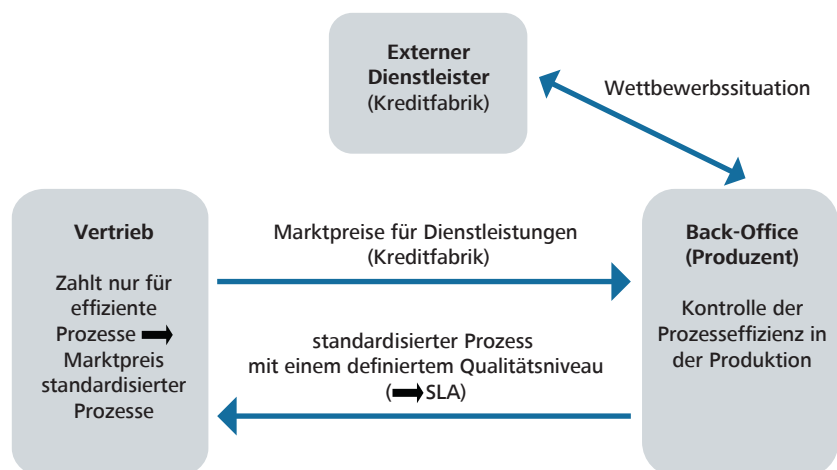 Externer
Dienstleister
(Kreditfabrik)
Wettbewerbssituation
Vertrieb
Zahlt nur für
effiziente
Prozesse ➡
Marktpreis
standardisierter
Prozesse
Marktpreise für Dienstleistungen
(Kreditfabrik)
standardisierter Prozess
mit einem definiertem Qualitätsniveau
(➡SLA)
Back-Office
(Produzent)
Kontrolle der
Prozesseffizienz in
der Produktion